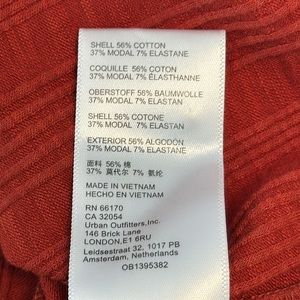 SHELL 56% COTTON
37% MODAL 7% ELASTANE
COQUILLE 56% COTON
37% MODAL 7% ÉLASTHANNE
OBERSTOFF 56% BAUMWOLLE
37% MODAL 7% ELASTAN
SHELL 56% COTONE
37% MODAL 7% ELASTAN
EXTERIOR 56% ALGODON
37% MODAL 7% ELASTANE
面料 56% 棉
37% 莫代尔 7% 氨纶
MADE IN VIETNAM
HECHO EN VIETNAM
RN 66170
CA 32054
Urban Outfitters,Inc.
146 Brick Lane
LONDON,E1 6RU
Leidsestraat 32, 1017 PB
Amsterdam, Netherlands
OB1395382